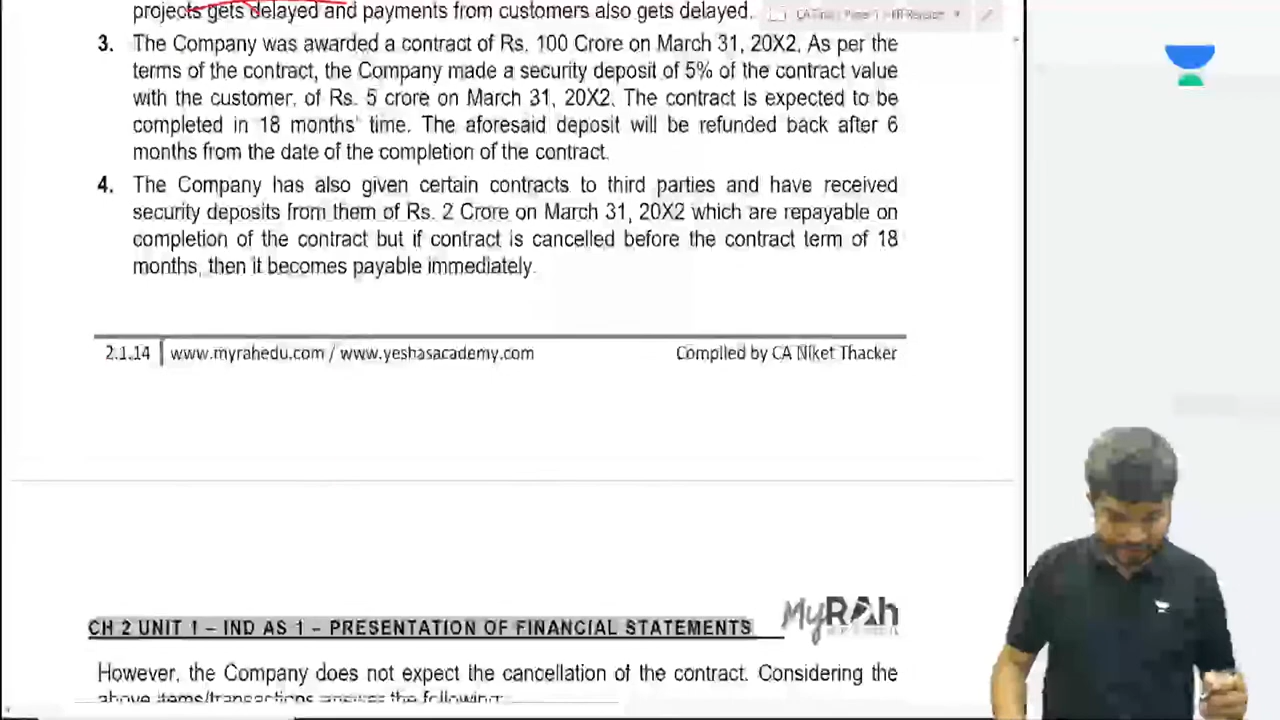 projects gets delayed and payments from customers also gets delayed.
3. The Company was awarded a contract of Rs. 100 Crore on March 31, 20X2. As per the
terms of the contract, the Company made a security deposit of 5% of the contract value
with the customer, of Rs. 5 crore on March 31, 20X2. The contract is expected to be
completed in 18 months' time. The aforesaid deposit will be refunded back after 6
months from the date of the completion of the contract.
4. The Company has also given certain contracts to third parties and have received
security deposits from them of Rs. 2 Crore on March 31, 20X2 which are repayable on
completion of the contract but if contract is cancelled before the contract term of 18
months, then it becomes payable immediately.
2.1.14 www.myrahedu.com / www.yeshasacademy.com Compiled by CA Niket Thacker
CH 2 UNIT 1 – IND AS 1 – PRESENTATION OF FINANCIAL STATEMENTS
MyRAh
However, the Company does not expect the cancellation of the contract. Considering the
above items/transactions answer the following: